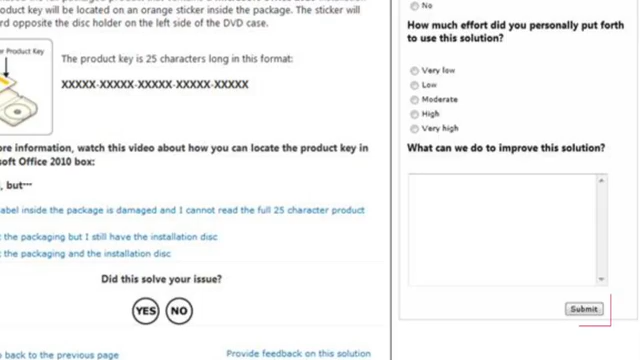 oduct key will be located on an orange sticker inside the package. The sticker will
rd opposite the disc holder on the left side of the DVD case.
r Product Key
The product key is 25 characters long in this format:
XXXXX-XXXXX-XXXXX-XXXXX-XXXXX
ore information, watch this video about how you can locate the product key in
soft Office 2010 box:
, but---
abel inside the package is damaged and I cannot read the full 25 character product
t the packaging but I still have the installation disc
t the packaging and the installation disc
Did this solve your issue?
YES NO
o back to the previous page
Provide feedback on this solution
No
How much effort did you personally put forth
to use this solution?
Very low
Low
Moderate
High
Very high
What can we do to improve this solution?
Submit